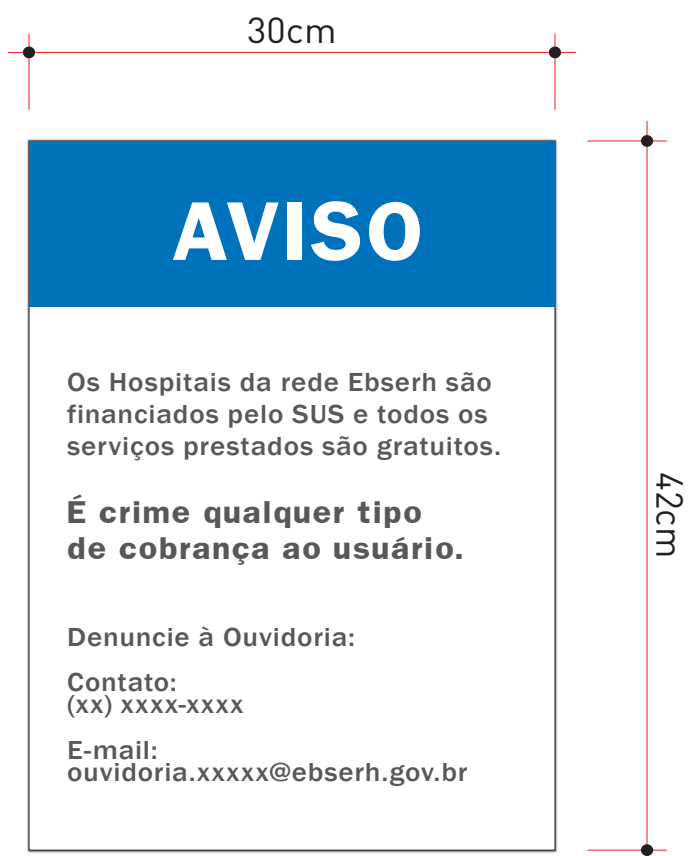 30cm
AVISO
Os Hospitais da rede Ebserh são
financiados pelo SUS e todos os
serviços prestados são gratuitos.
É crime qualquer tipo
de cobrança ao usuário.
Denuncie à Ouvidoria:
Contato:
(xx) xxxx-xxxx
E-mail:
ouvidoria.xxxxx@ebserh.gov.br
42cm